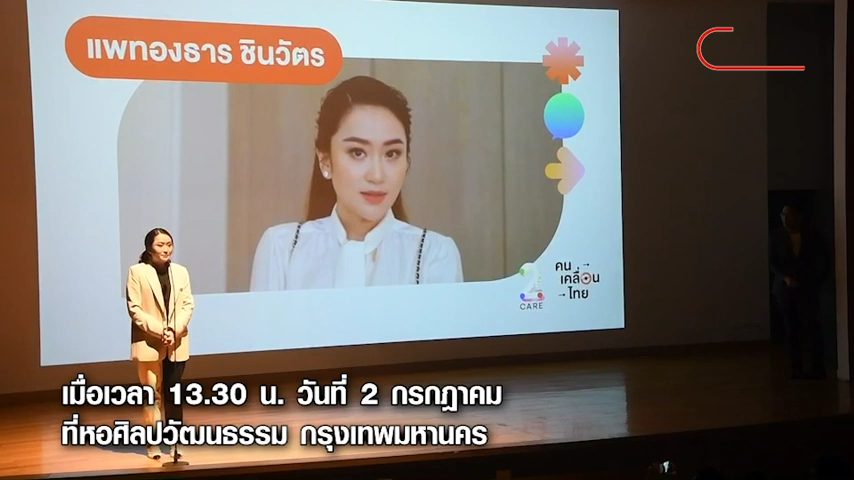 แพทองธาร ชินวัตร
2
CARE
คน
เคลื่อน
ไทย
เมื่อเวลา 13.30 น. วันที่ 2 กรกฎาคม
ที่หอศิลปวัฒนธรรม กรุงเทพมหานคร